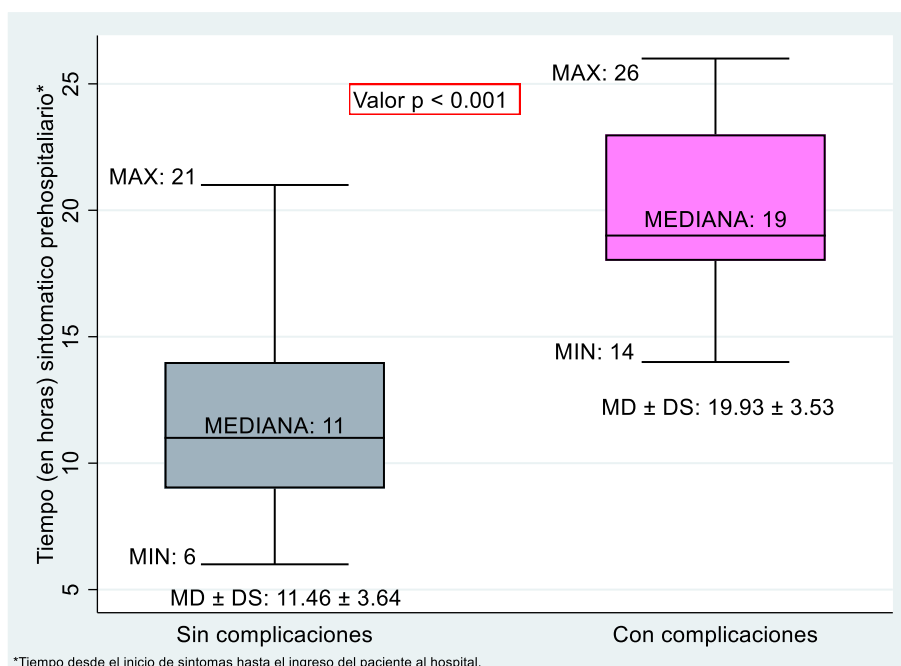 Tiempo (en horas) sintomatico prehospitaliario*
25
20
15
10
5
Valor p < 0.001
MAX: 26
MEDIANA: 19
MIN: 14
MD ± DS: 19.93 ± 3.53
MAX: 21
MEDIANA: 11
MIN: 6
MD ± DS: 11.46 ± 3.64
Sin complicaciones
Con complicaciones
*Tiempo desde el inicio de sintomas hasta el ingreso del paciente al hospital.